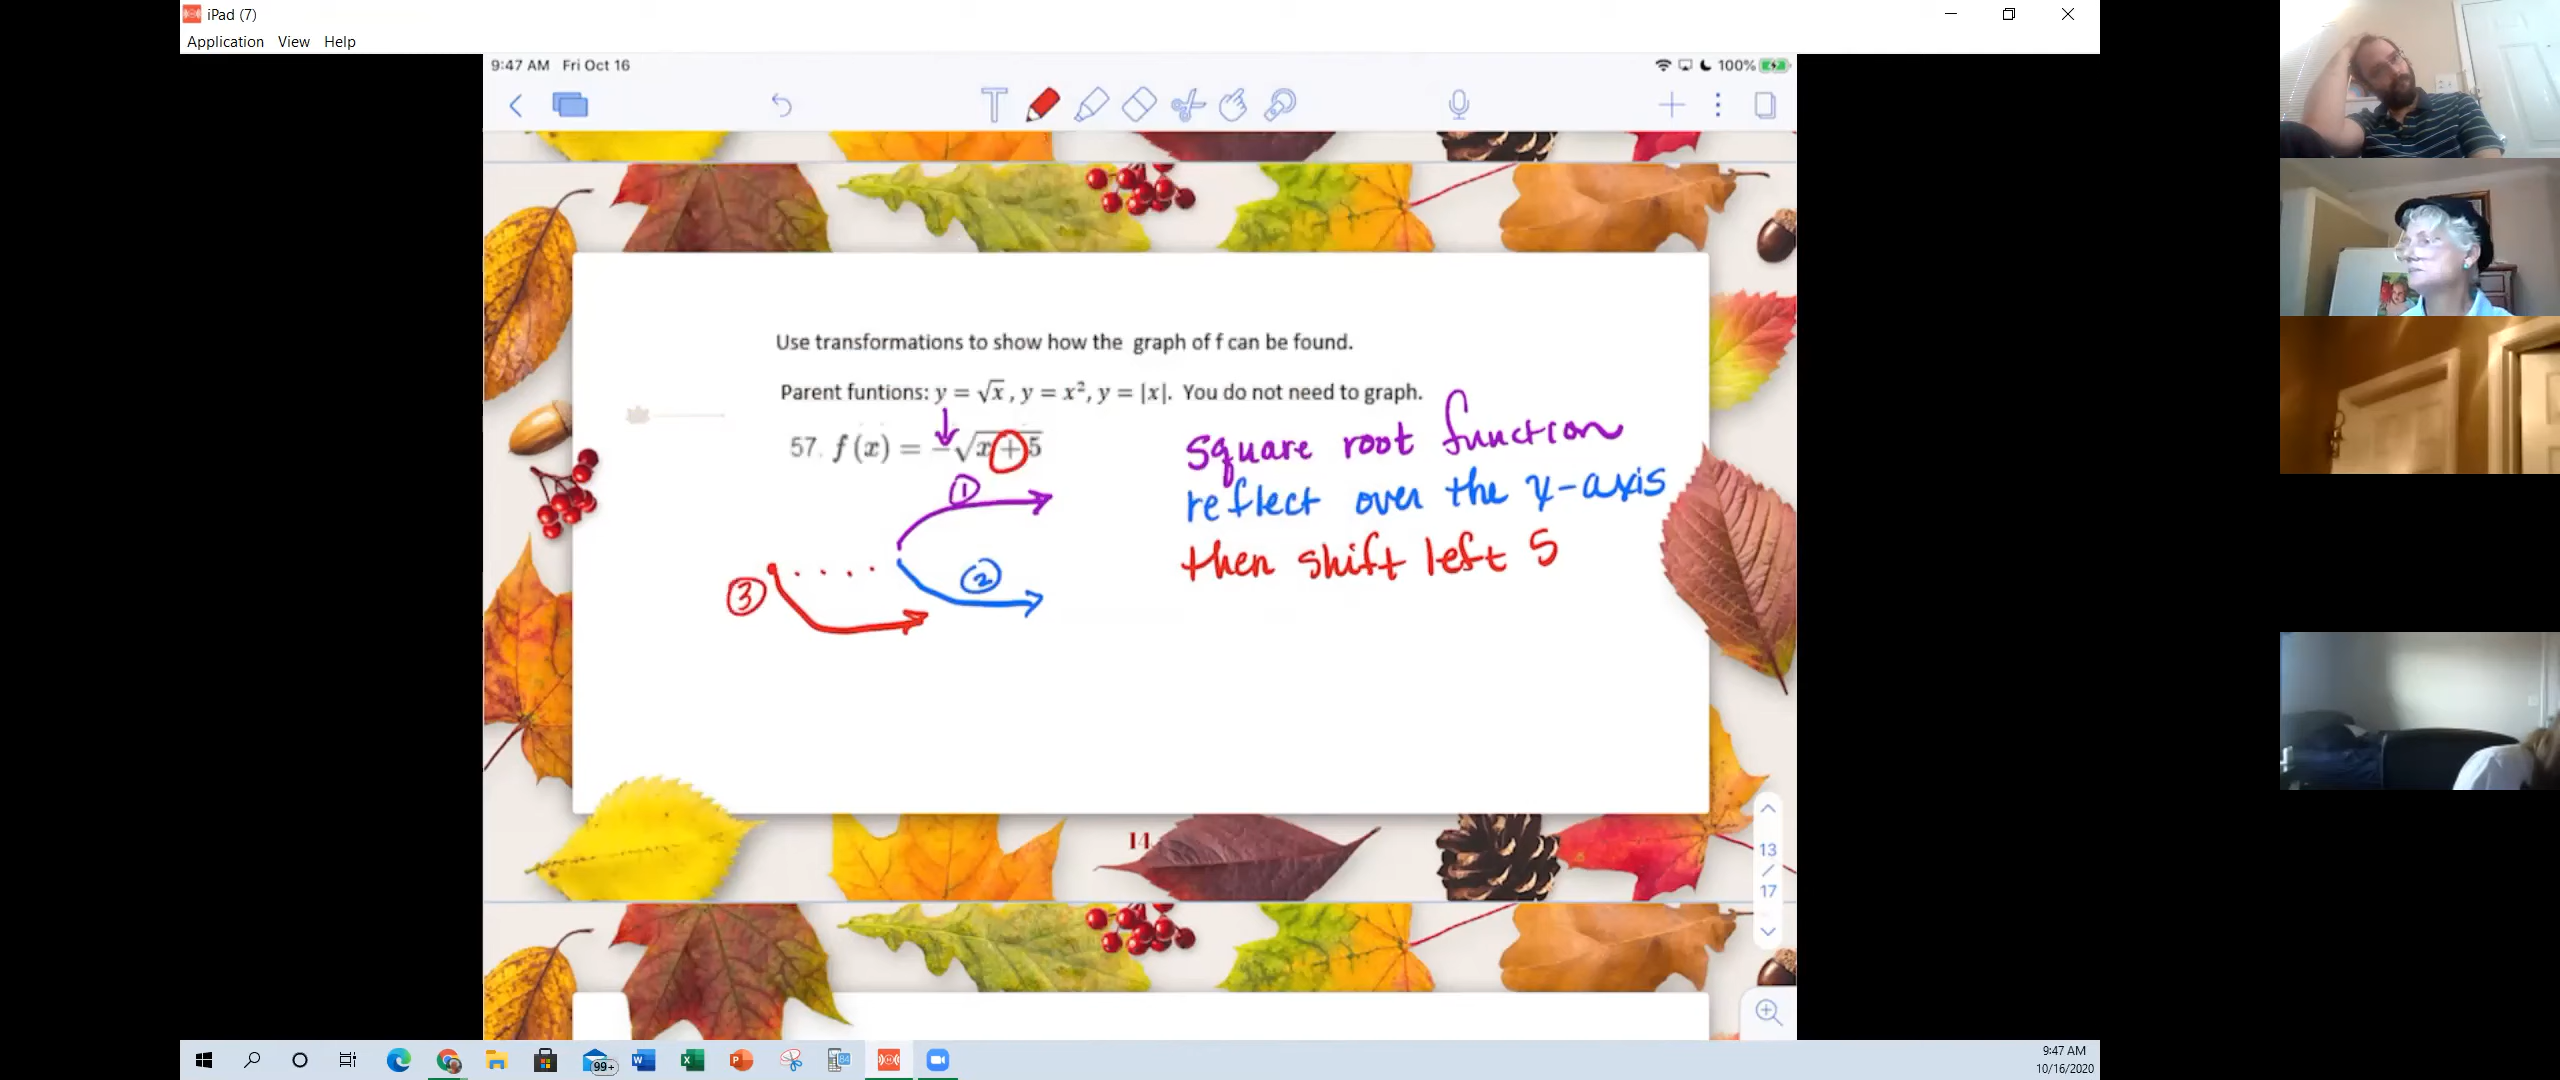 iPad (7)
Application View Help
9:47 AM Fri Oct 16
100%
Use transformations to show how the graph of f can be found.
Parent funtions: y = √x , y = x², y = |x|. You do not need to graph.
57. f(x) = −√x+5
square root function
reflect over the x-axis
then shift left 5
①
②
③
14
13
/
17
99+
84
9:47 AM
10/16/2020